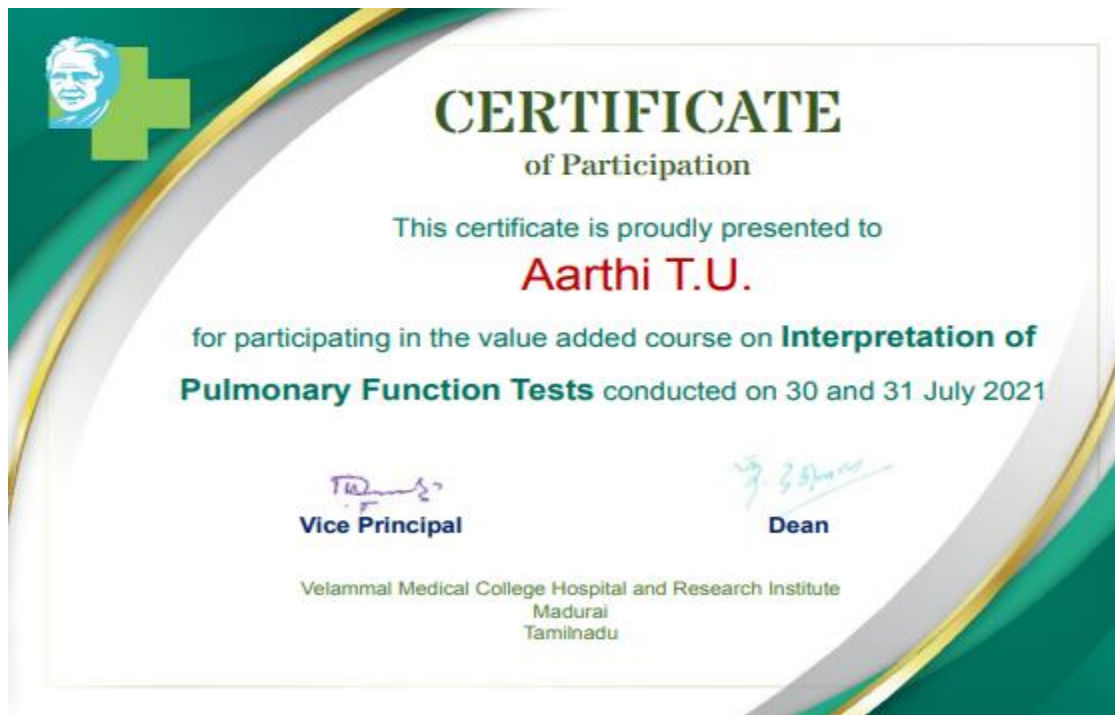 CERTIFICATE
of Participation
This certificate is proudly presented to
Aarthi T.U.
for participating in the value added course on Interpretation of
Pulmonary Function Tests conducted on 30 and 31 July 2021
Vice Principal
Dean
Velammal Medical College Hospital and Research Institute
Madurai
Tamilnadu